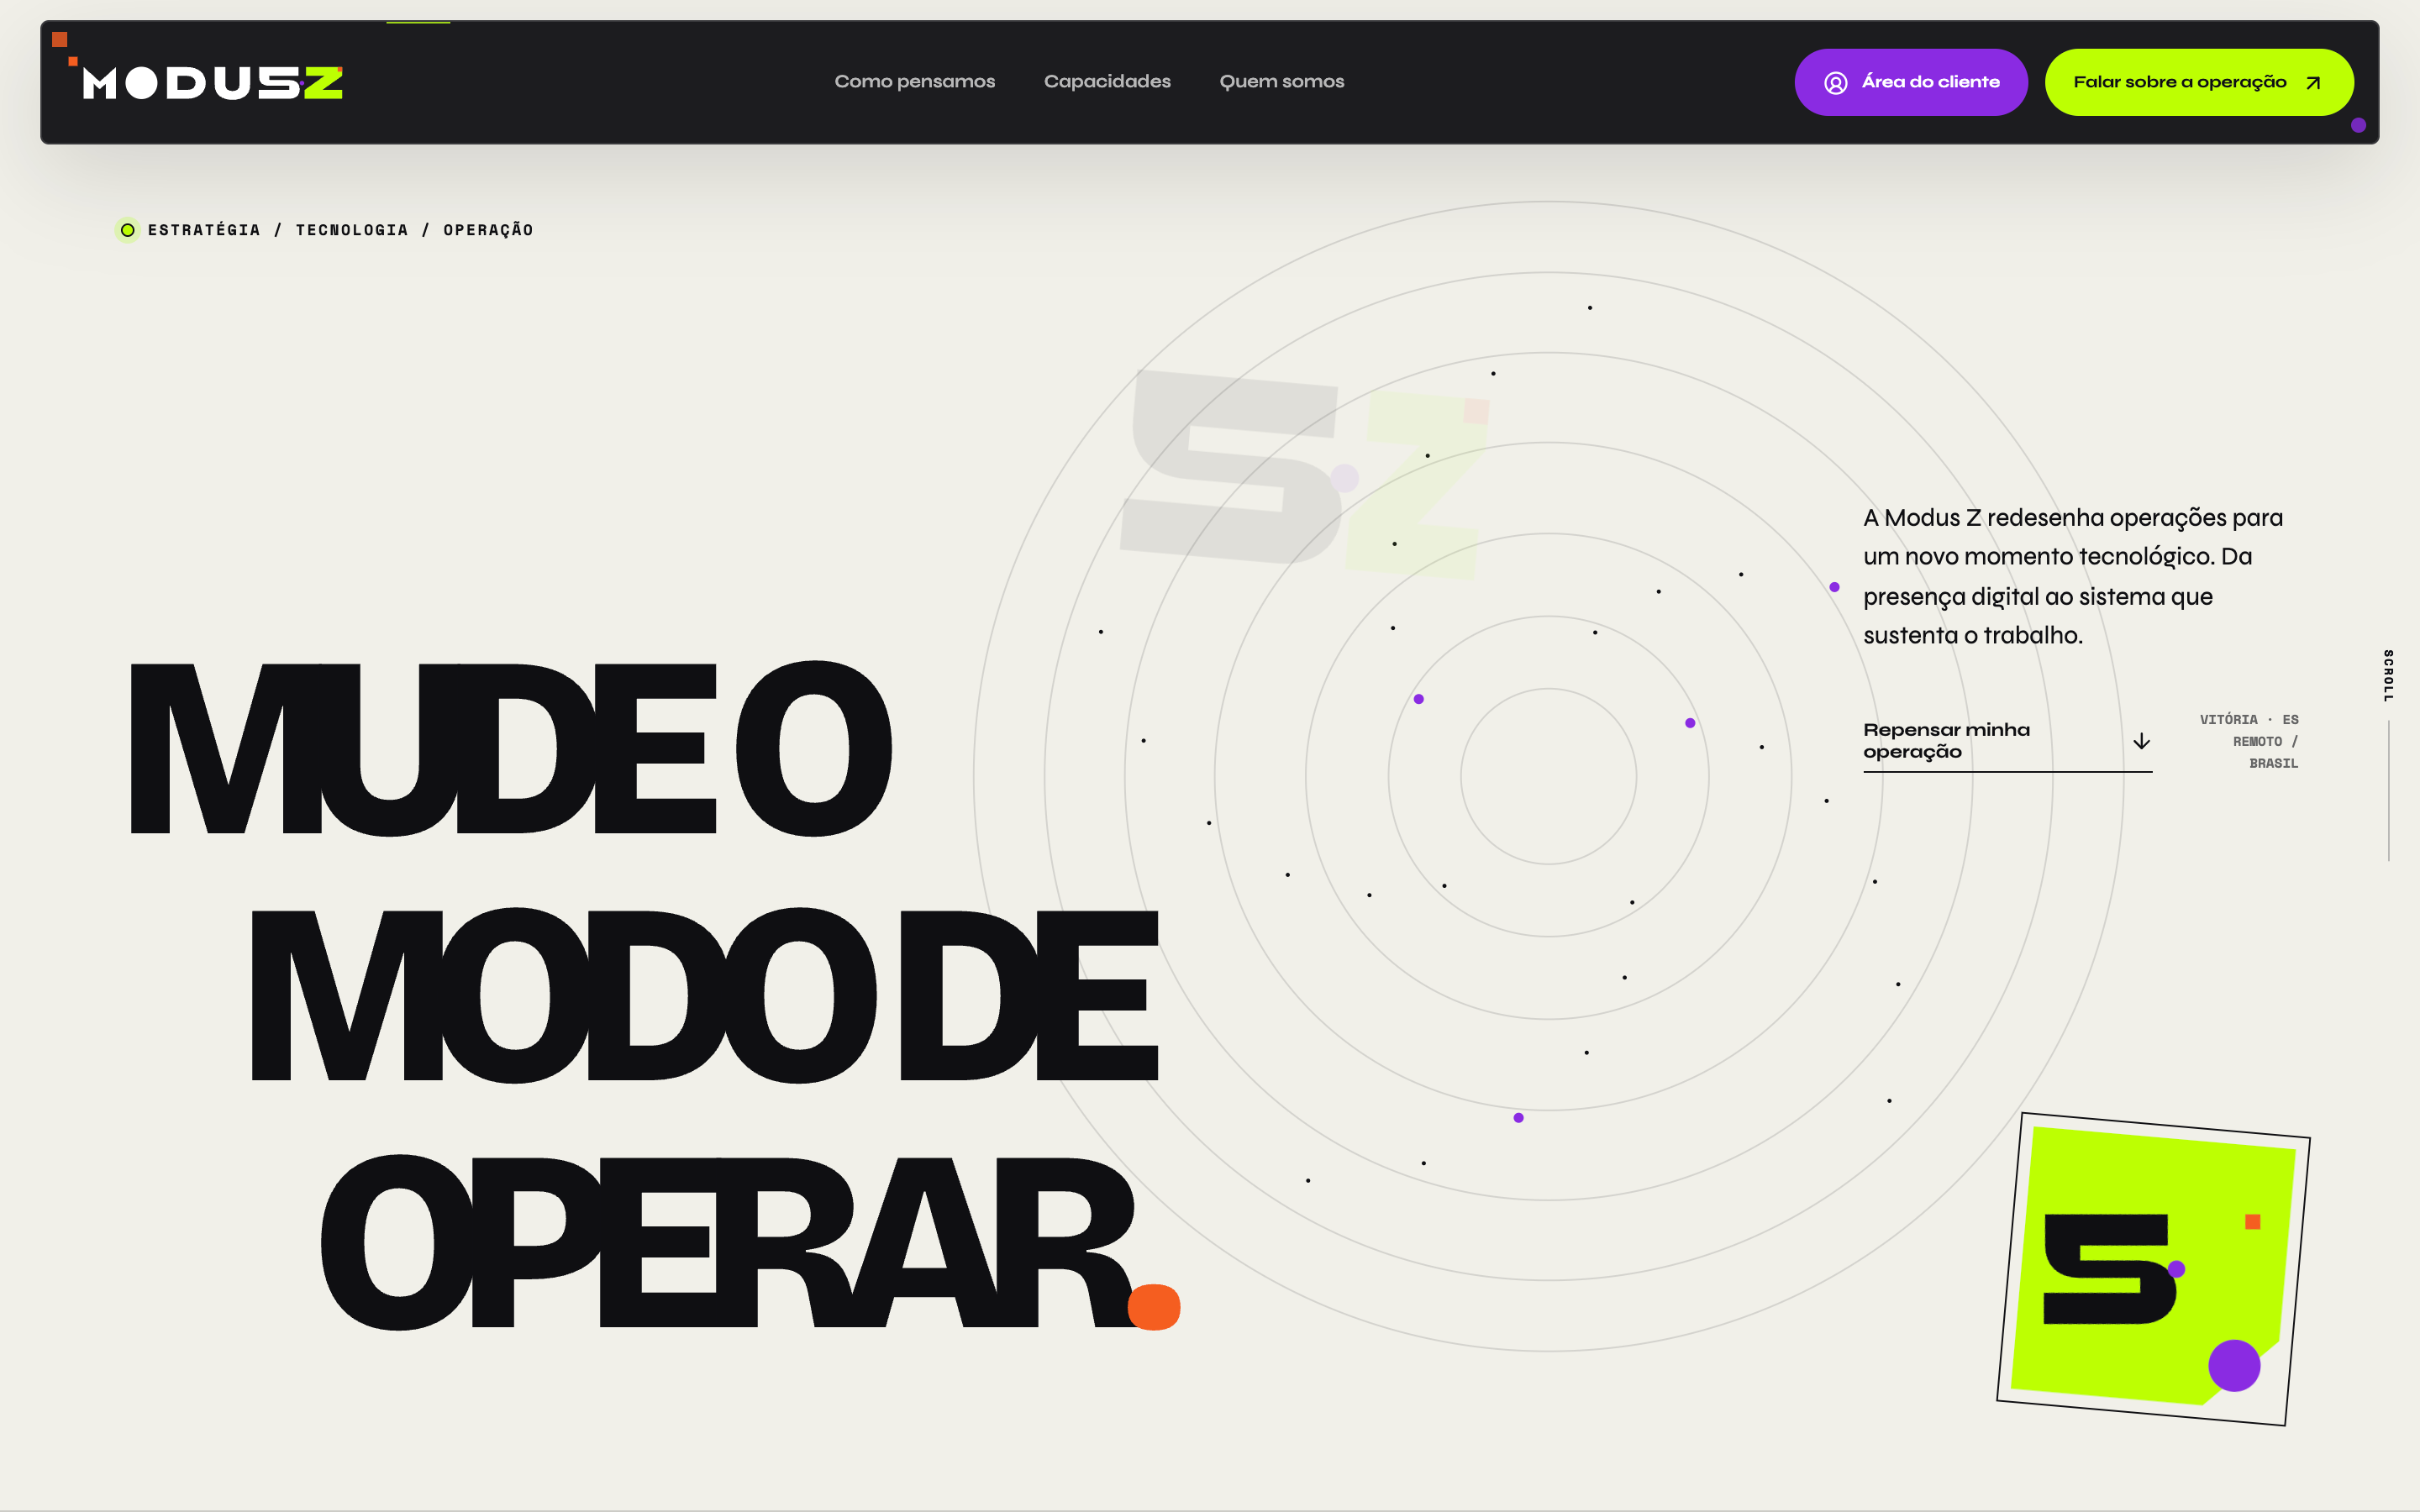 MODUSZ
Como pensamos
Capacidades
Quem somos
Área do cliente
Falar sobre a operação
ESTRATÉGIA / TECNOLOGIA / OPERAÇÃO
SZ
MUDE O
MODO DE
OPERAR.
A Modus Z redesenha operações para
um novo momento tecnológico. Da
presença digital ao sistema que
sustenta o trabalho.
Repensar minha
operação
VITÓRIA · ES
REMOTO /
BRASIL
SCROLL
S